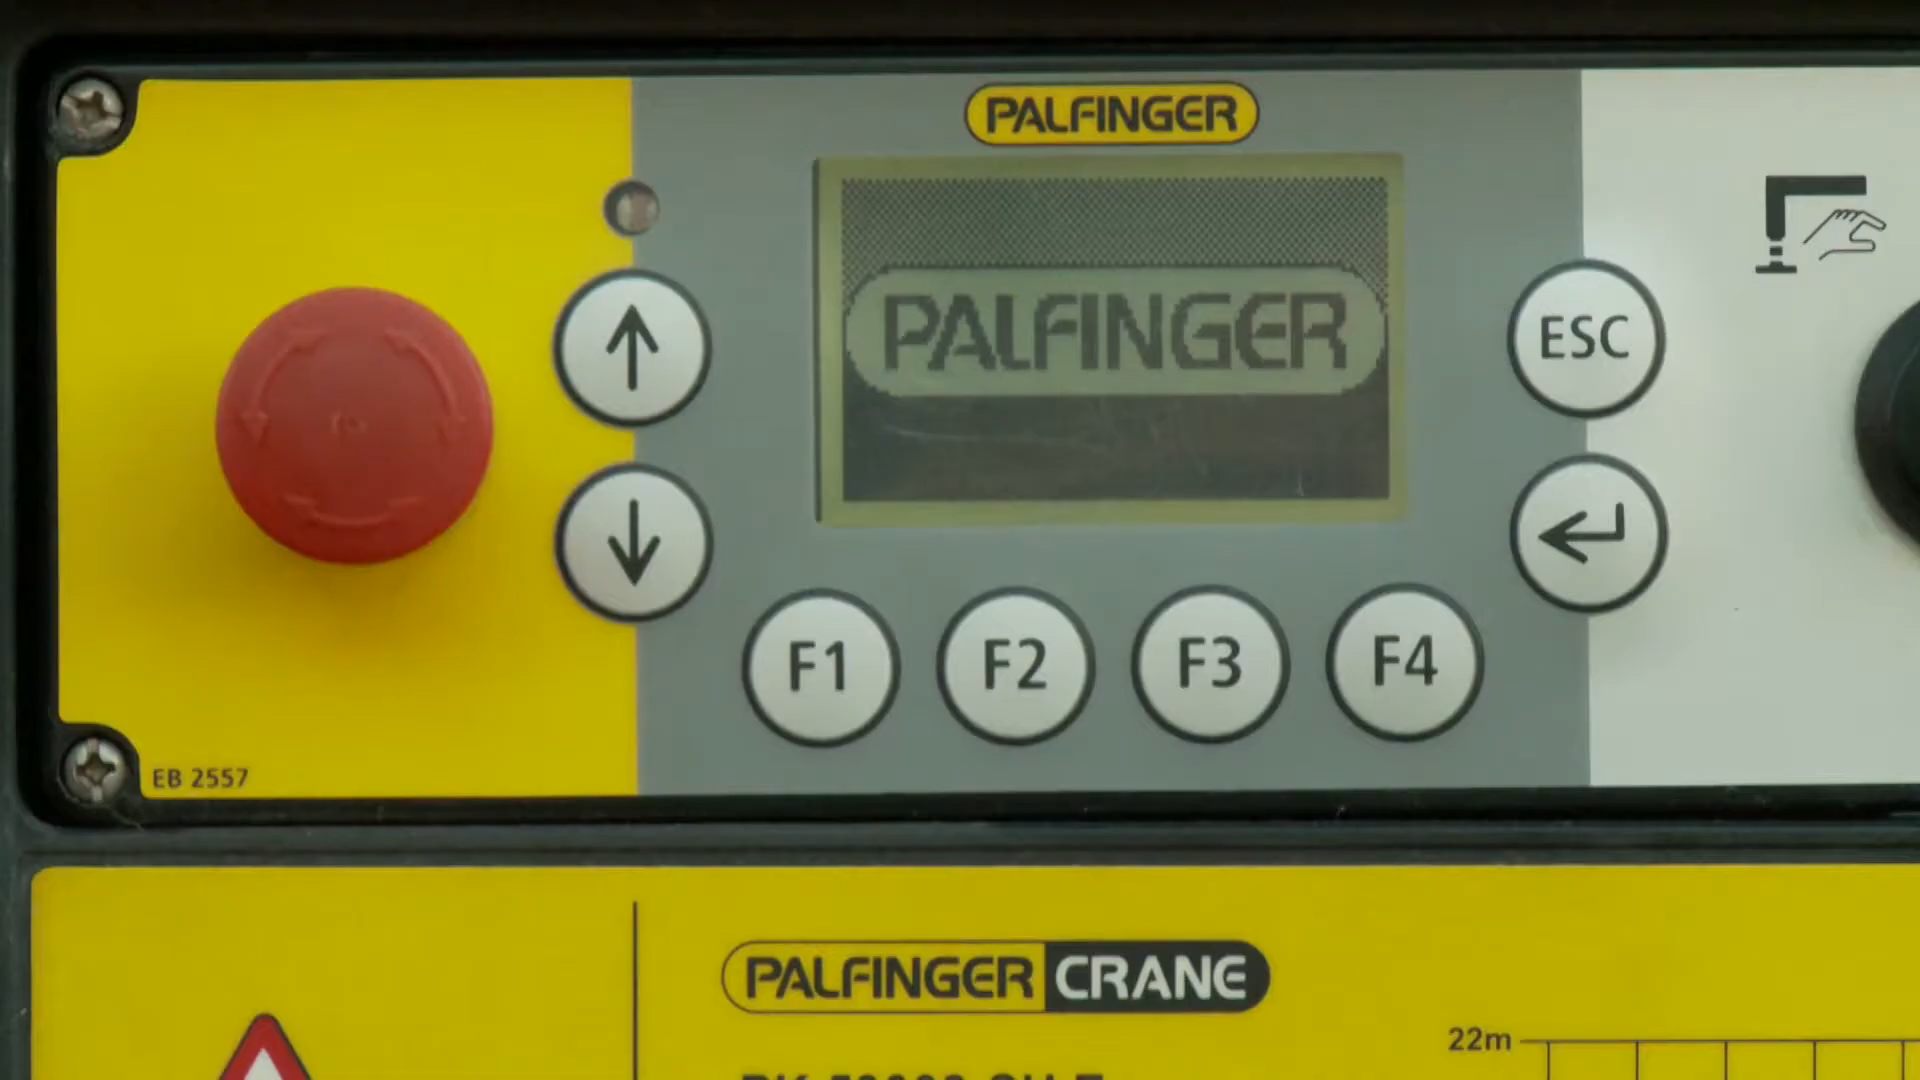 PALFINGER
PALFINGER
ESC
F1 F2 F3 F4
EB 2557
PALFINGER CRANE
22m